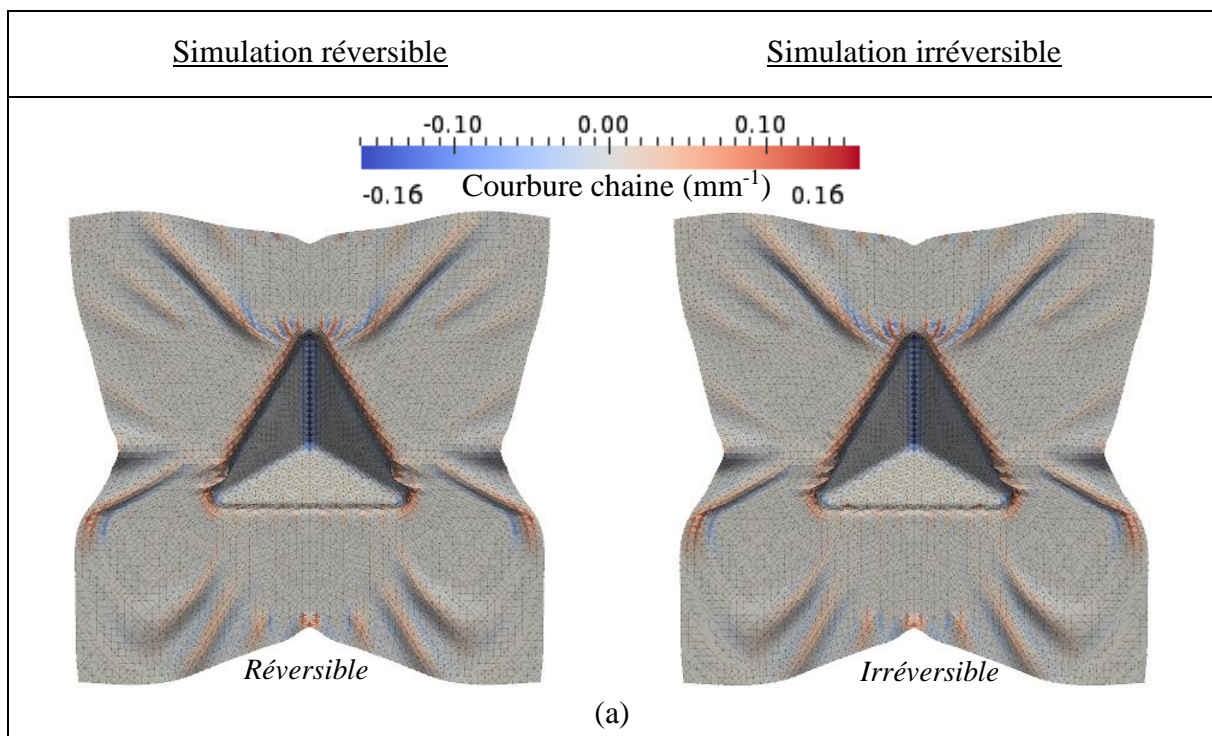 Simulation réversible
Simulation irréversible
-0.10 0.00 0.10
-0.16 Courbure chaine (mm-1) 0.16
Réversible
Irréversible
(a)